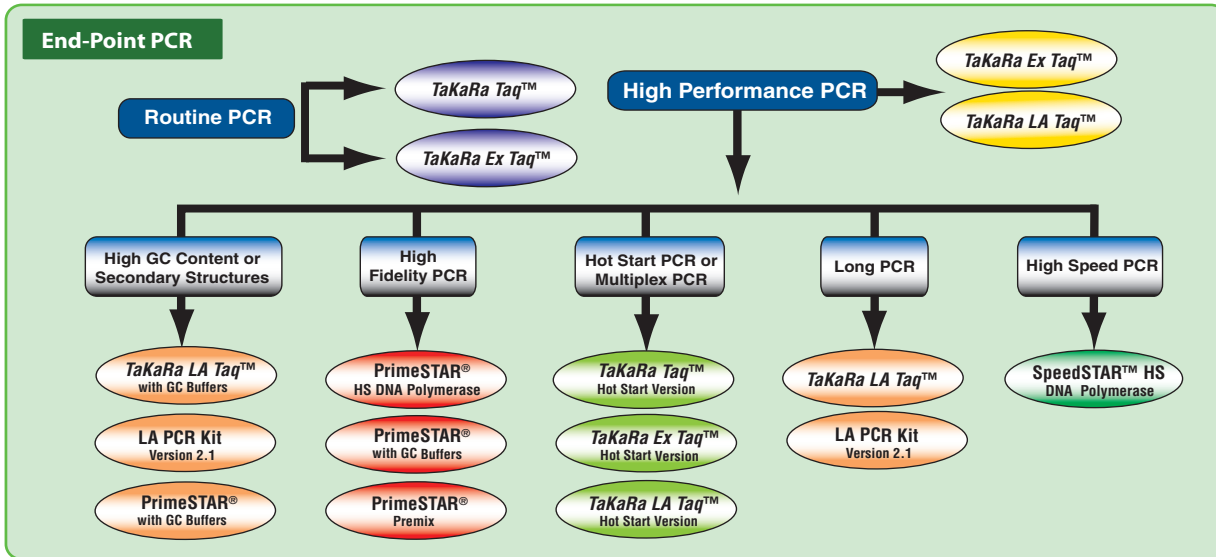 End-Point PCR
Routine PCR
TaKaRa Taq™
TaKaRa Ex Taq™
High Performance PCR
TaKaRa Ex Taq™
TaKaRa LA Taq™
High GC Content or
Secondary Structures
TaKaRa LA Taq™
with GC Buffers
LA PCR Kit
Version 2.1
PrimeSTAR®
with GC Buffers
High
Fidelity PCR
PrimeSTAR®
HS DNA Polymerase
PrimeSTAR®
with GC Buffers
PrimeSTAR®
Premix
Hot Start PCR or
Multiplex PCR
TaKaRa Taq™
Hot Start Version
TaKaRa Ex Taq™
Hot Start Version
TaKaRa LA Taq™
Hot Start Version
Long PCR
TaKaRa LA Taq™
LA PCR Kit
Version 2.1
High Speed PCR
SpeedSTAR™ HS
DNA Polymerase